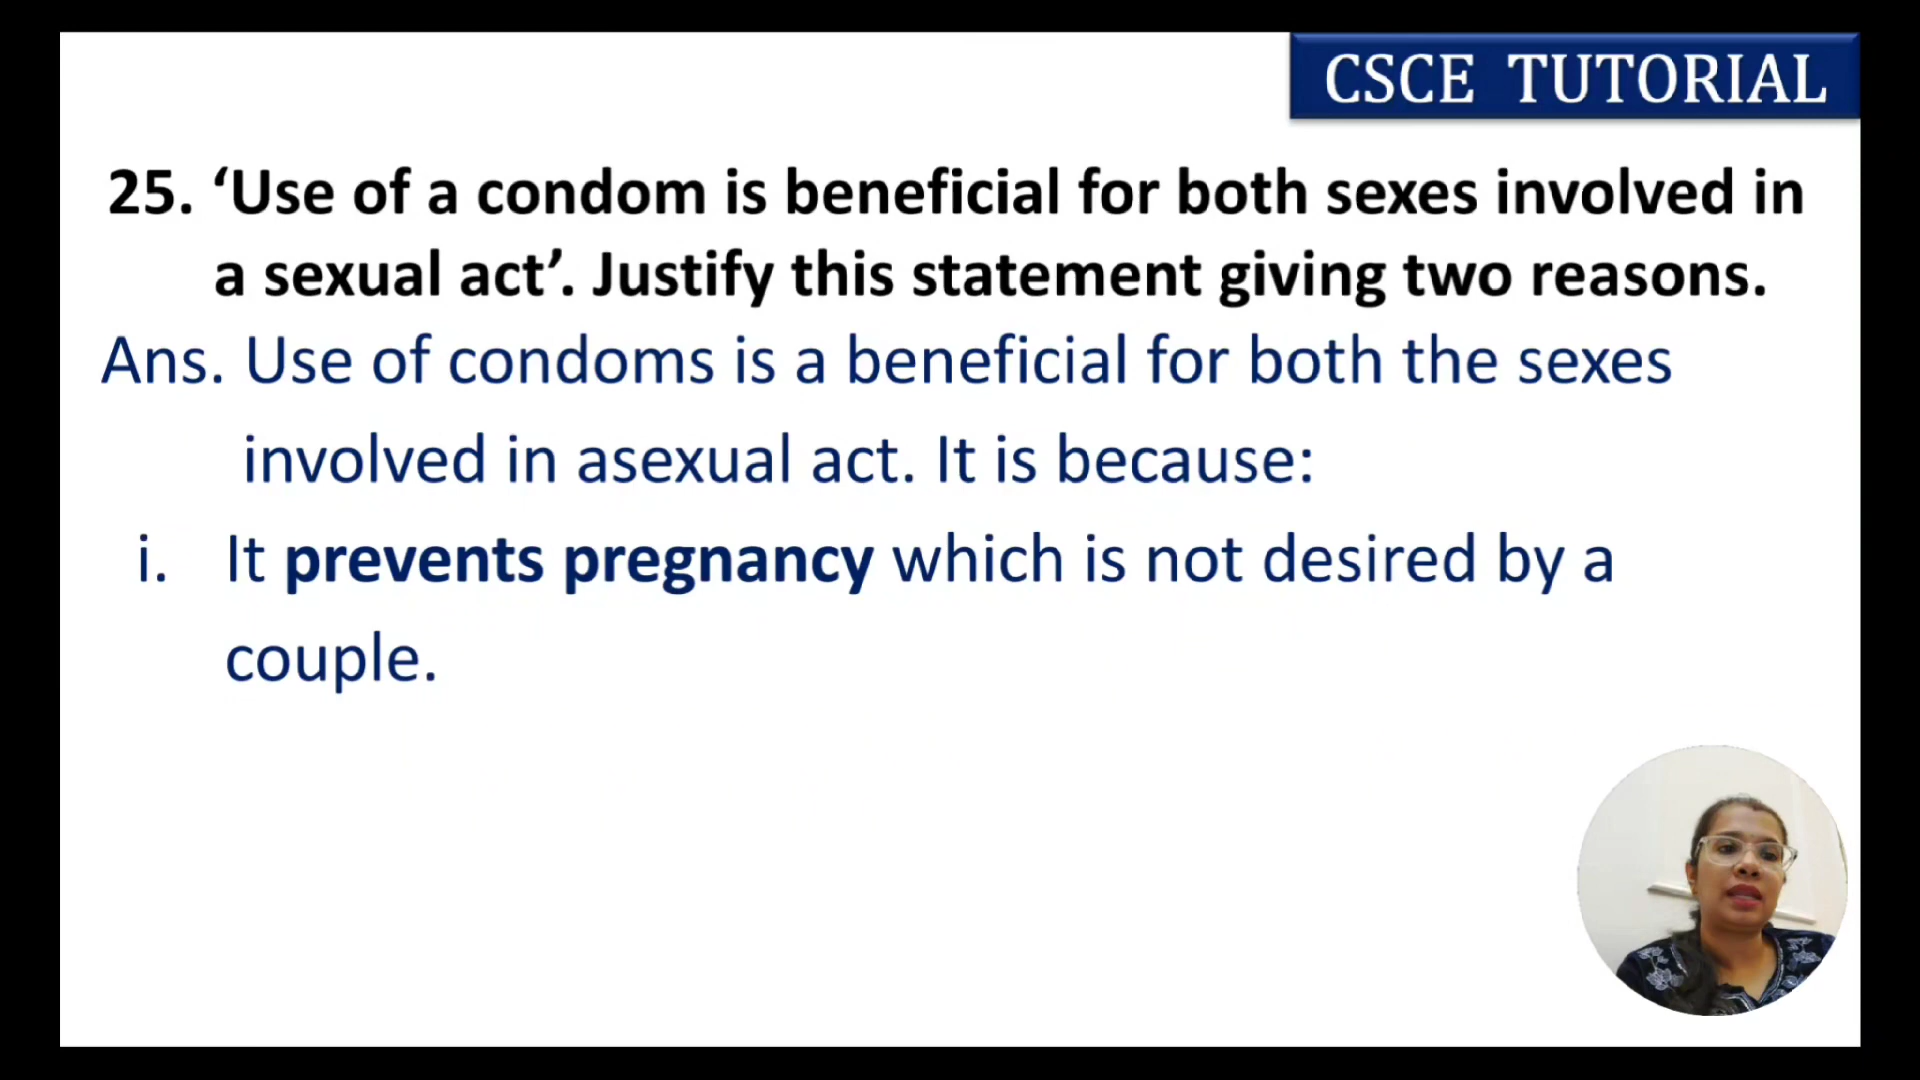 CSCE TUTORIAL
25. ‘Use of a condom is beneficial for both sexes involved in
a sexual act’. Justify this statement giving two reasons.
Ans. Use of condoms is a beneficial for both the sexes
involved in asexual act. It is because:
i. It prevents pregnancy which is not desired by a
couple.